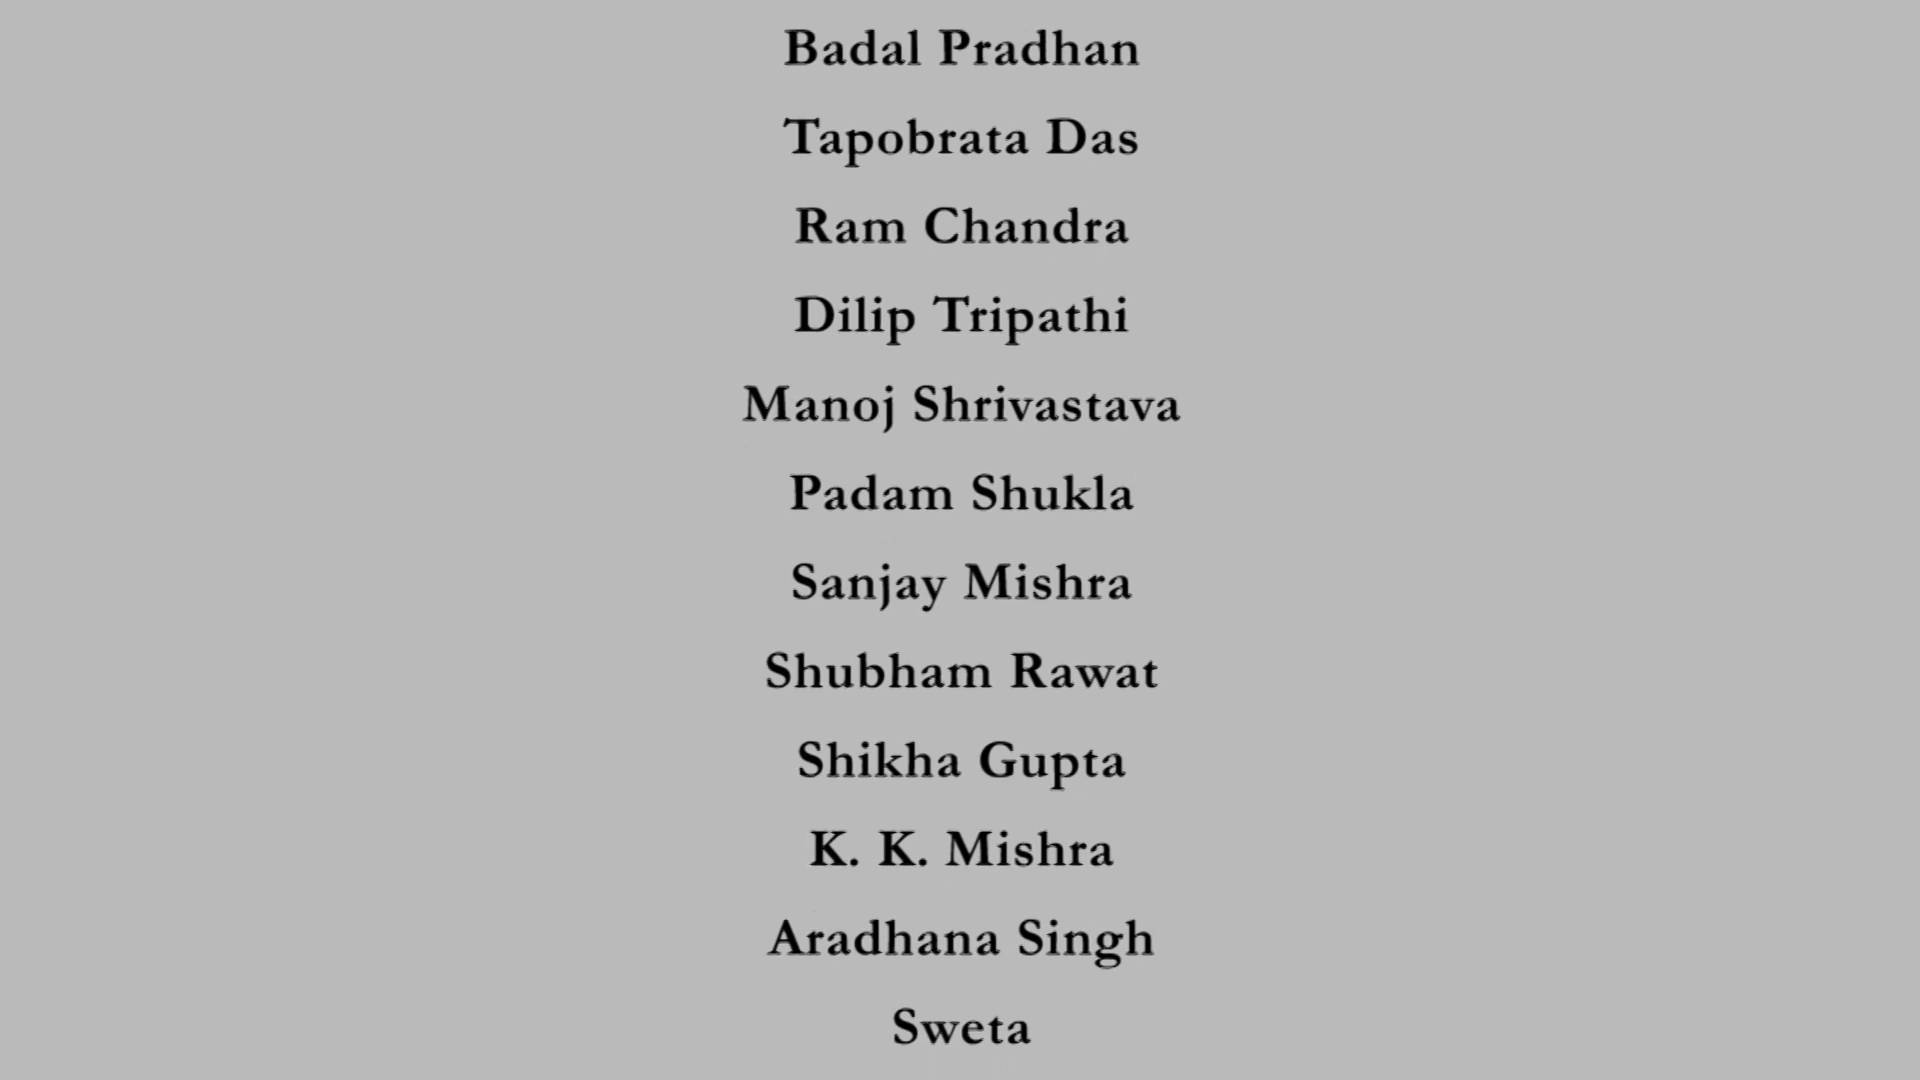 Badal Pradhan
Tapobrata Das
Ram Chandra
Dilip Tripathi
Manoj Shrivastava
Padam Shukla
Sanjay Mishra
Shubham Rawat
Shikha Gupta
K. K. Mishra
Aradhana Singh
Sweta